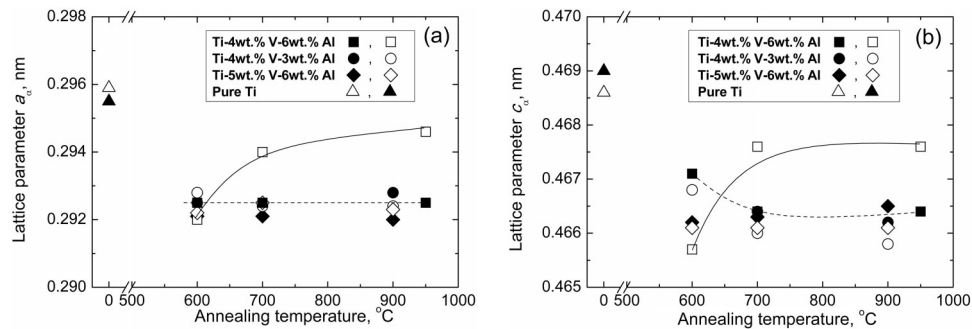 0.298
0.296
0.294
0.292
0.290
Lattice parameter aα, nm
(a)
Ti-4wt.% V-6wt.% Al ■ , □
Ti-4wt.% V-3wt.% Al ● , ○
Ti-5wt.% V-6wt.% Al ◆ , ◇
Pure Ti △ , ▲
0 500 600 700 800 900 1000
Annealing temperature, °C
0.470
0.469
0.468
0.467
0.466
0.465
Lattice parameter cα, nm
(b)
Ti-4wt.% V-6wt.% Al ■ , □
Ti-4wt.% V-3wt.% Al ● , ○
Ti-5wt.% V-6wt.% Al ◆ , ◇
Pure Ti △ , ▲
0 500 600 700 800 900 1000
Annealing temperature, °C